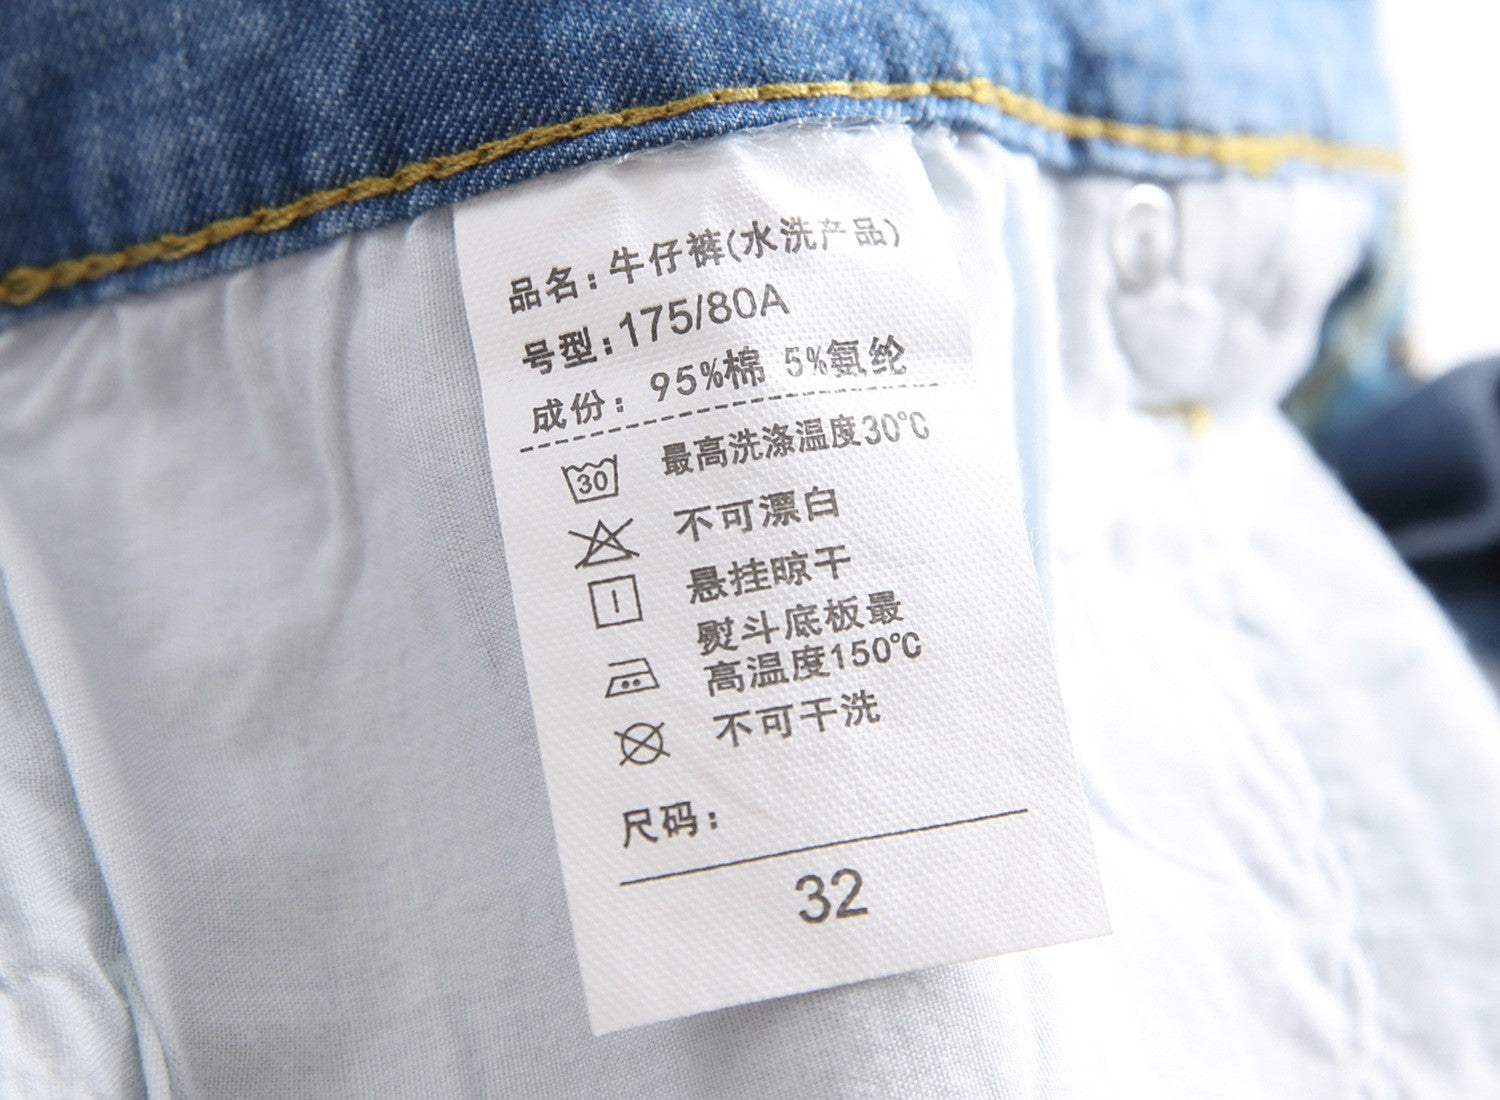 品名：牛仔裤(水洗产品)
号型：175/80A
成份：95%棉 5%氨纶
30 最高洗涤温度30℃
不可漂白
悬挂晾干
熨斗底板最
高温度150℃
不可干洗
尺码：
32